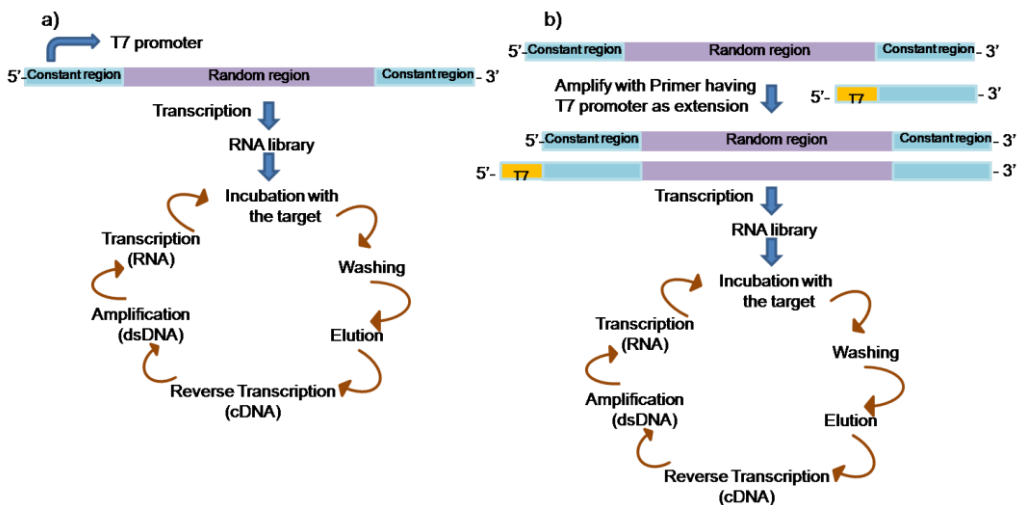 a)
T7 promoter
5'- Constant region Random region Constant region - 3'
Transcription
RNA library
Incubation with
the target
Washing
Elution
Reverse Transcription
(cDNA)
Amplification
(dsDNA)
Transcription
(RNA)
b)
5'- Constant region Random region Constant region - 3'
Amplify with Primer having
T7 promoter as extension
5'- T7 - 3'
5'- Constant region Random region Constant region - 3'
5'- T7 - 3'
Transcription
RNA library
Incubation with
the target
Washing
Elution
Reverse Transcription
(cDNA)
Amplification
(dsDNA)
Transcription
(RNA)